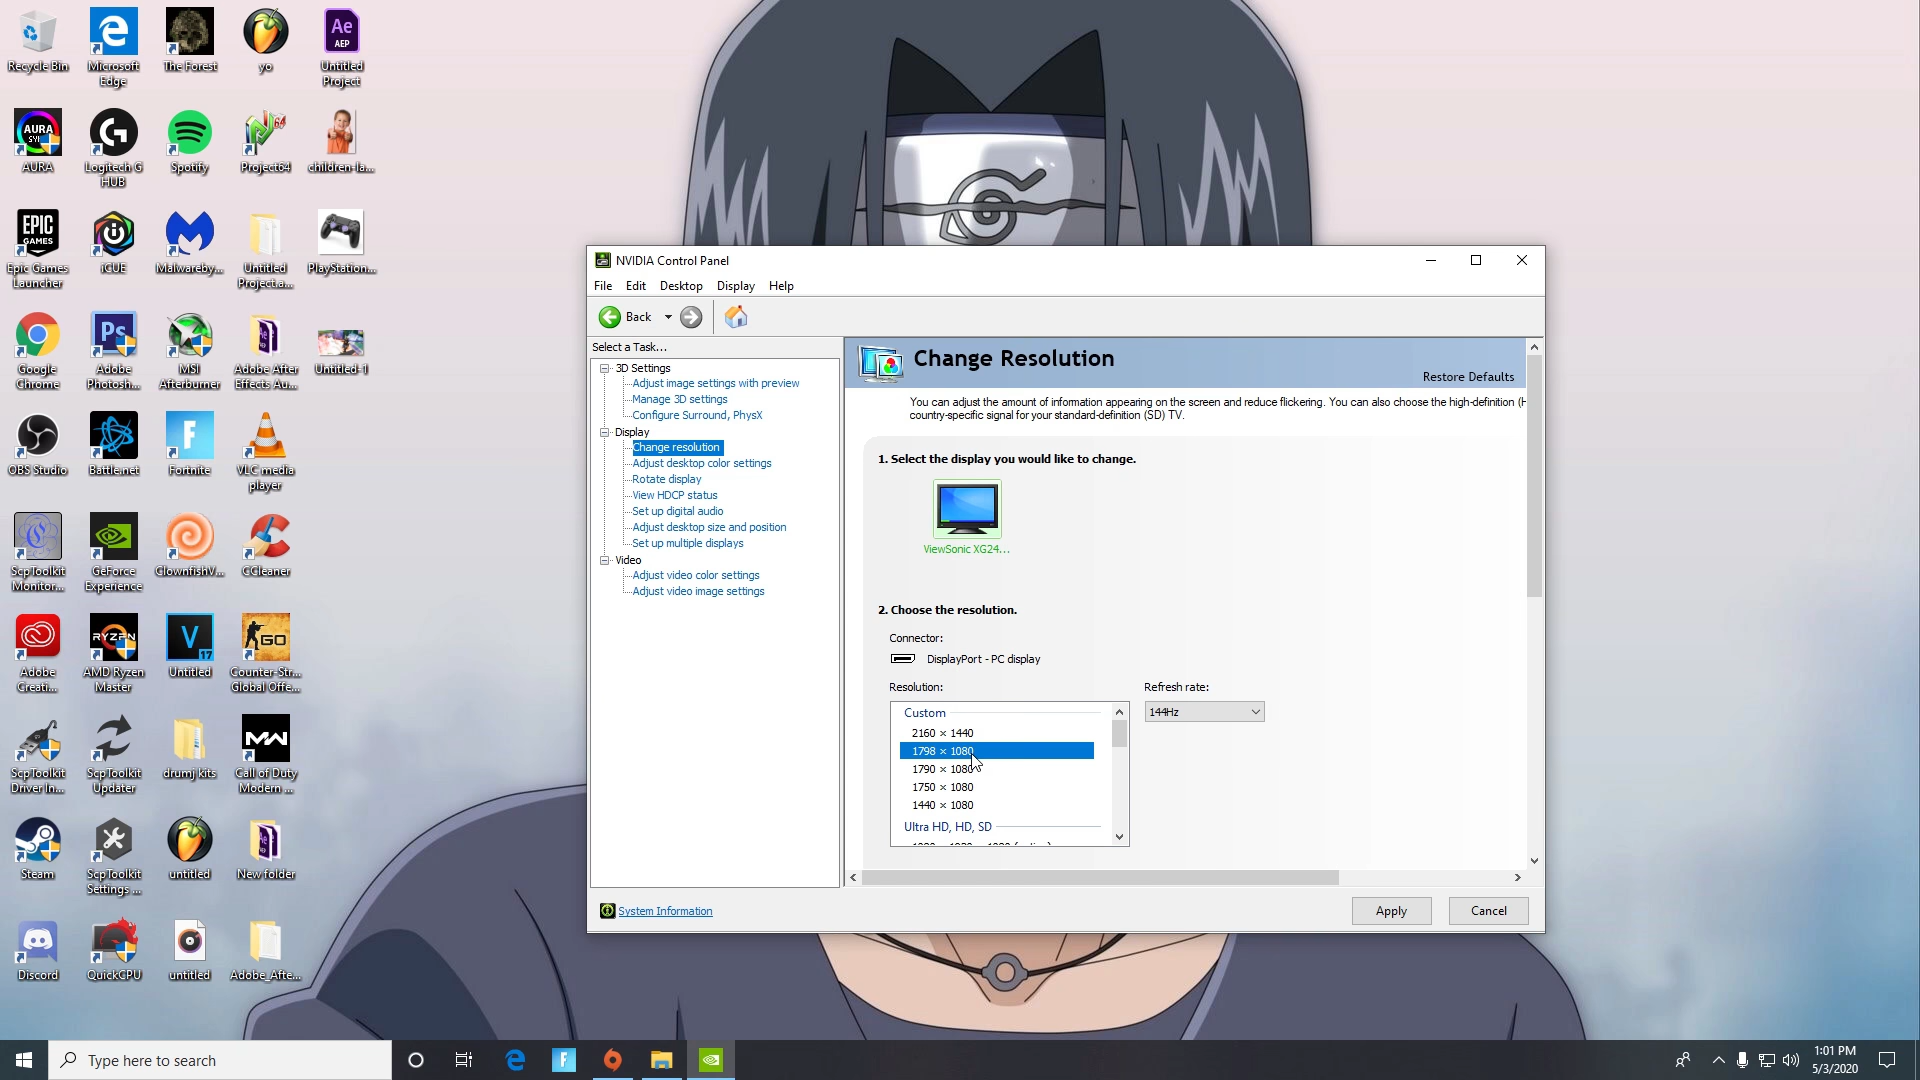 Recycle Bin
Microsoft
Edge
The Forest
yo
Ae
AEP
Untitled
Project
AURA
AURA
Logitech G
HUB
Spotify
64
Project64
children-la...
EPIC
GAMES
Epic Games
Launcher
iCUE
Malwareby...
Untitled
Project.a...
PlayStation...
Google
Chrome
Ps
Adobe
Photosh...
MSI
Afterburner
Adobe After
Effects Au...
Untitled-1
OBS Studio
Battle.net
Fortnite
VLC media
player
ScpToolkit
Monitor...
GeForce
Experience
ClownfishV...
CCleaner
Adobe
Creati...
RYZEN
AMD Ryzen
Master
V
17
Untitled
GO
Counter-Str...
Global Offe...
ScpToolkit
Driver In...
ScpToolkit
Updater
drumj kits
MW
Call of Duty
Modern ...
Steam
ScpToolkit
Settings ...
untitled
New folder
Discord
QuickCPU
untitled
Adobe_Afte...
NVIDIA Control Panel
File Edit Desktop Display Help
Back
Select a Task...
3D Settings
Adjust image settings with preview
Manage 3D settings
Configure Surround, PhysX
Display
Change resolution
Adjust desktop color settings
Rotate display
View HDCP status
Set up digital audio
Adjust desktop size and position
Set up multiple displays
Video
Adjust video color settings
Adjust video image settings
Change Resolution
Restore Defaults
You can adjust the amount of information appearing on the screen and reduce flickering. You can also choose the high-definition (H
country-specific signal for your standard-definition (SD) TV.
1. Select the display you would like to change.
ViewSonic XG24...
2. Choose the resolution.
Connector:
DisplayPort - PC display
Resolution:
Refresh rate:
Custom
144Hz
2160 × 1440
1798 × 1080
1790 × 1080
1750 × 1080
1440 × 1080
Ultra HD, HD, SD
System Information
Apply
Cancel
Type here to search
1:01 PM
5/3/2020